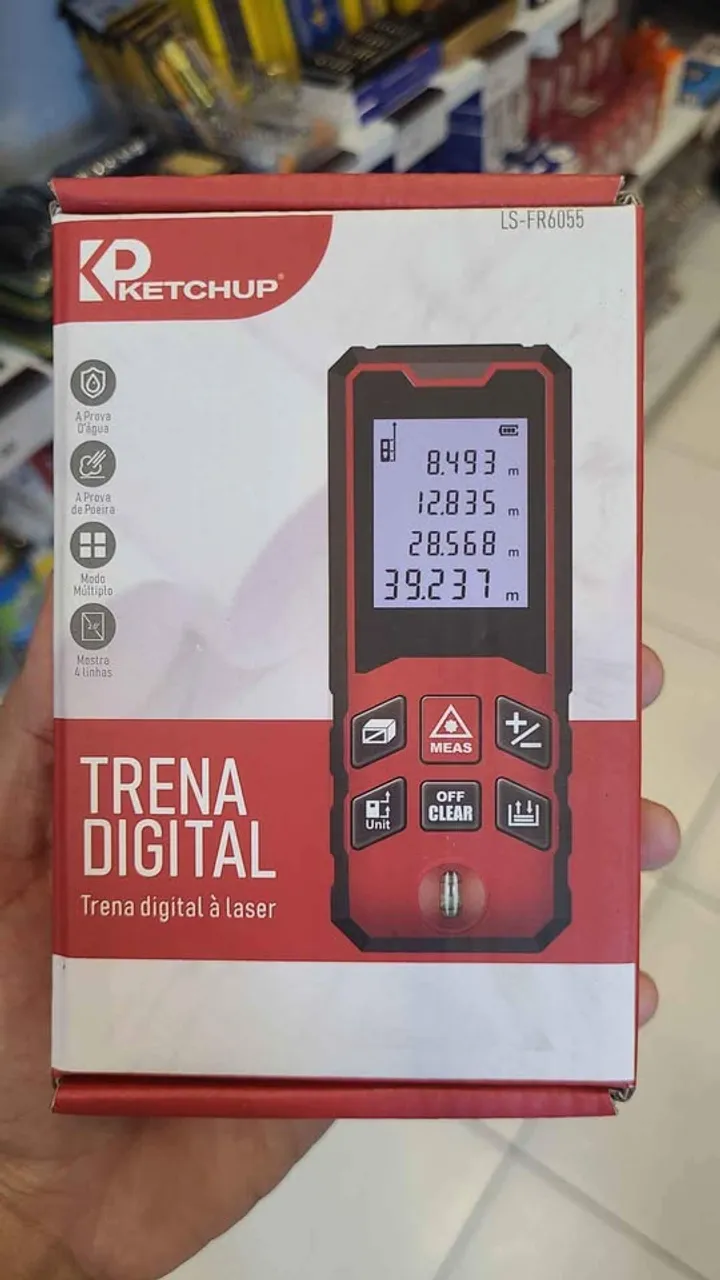 LS-FR6055
KP
KETCHUP®
A Prova
D'água
A Prova
de Poeira
Modo
Múltiplo
Mostra
4 linhas
8.493 m
12.835 m
28.568 m
39.237 m
MEAS
Unit
OFF
CLEAR
TRENA
DIGITAL
Trena digital à laser